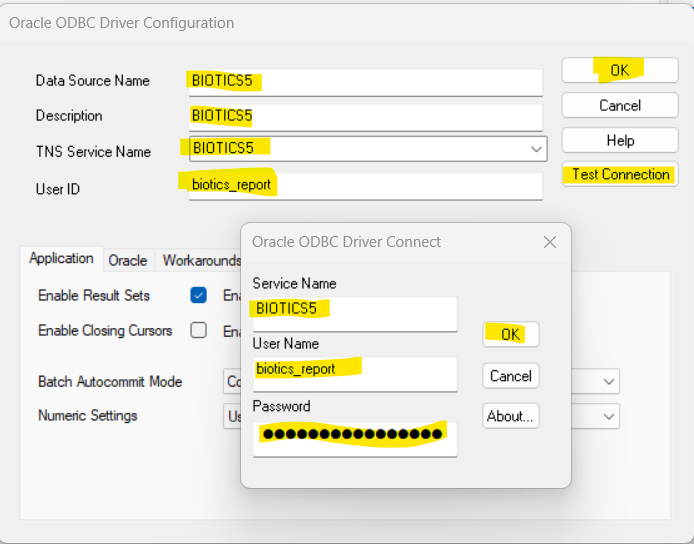 Oracle ODBC Driver Configuration
Data Source Name BIOTICS5 OK
Description BIOTICS5 Cancel
TNS Service Name BIOTICS5 Help
User ID biotics_report Test Connection
Application Oracle Workarounds
Enable Result Sets
Enable Closing Cursors
Batch Autocommit Mode
Numeric Settings
Oracle ODBC Driver Connect
Service Name
BIOTICS5
OK
User Name
biotics_report
Cancel
Password
About...
●●●●●●●●●●●●●●●●